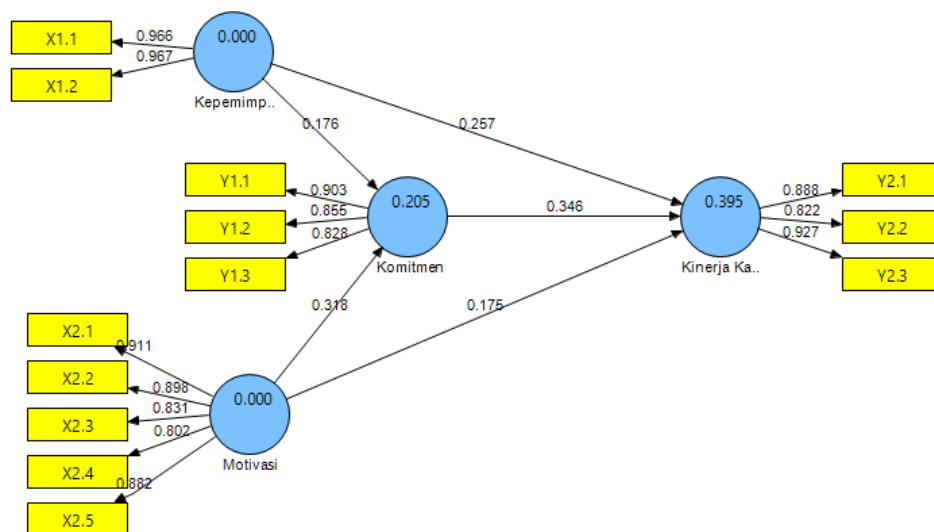 X1.1
0.966
X1.2
0.967
0.000
Kepemimp..
0.176
0.257
Y1.1
0.903
Y1.2
0.855
Y1.3
0.828
0.205
Komitmen
0.346
0.395
Kinerja Ka..
0.888
Y2.1
0.822
Y2.2
0.927
Y2.3
0.318
0.175
X2.1
0.911
X2.2
0.898
X2.3
0.831
X2.4
0.802
X2.5
0.882
0.000
Motivasi